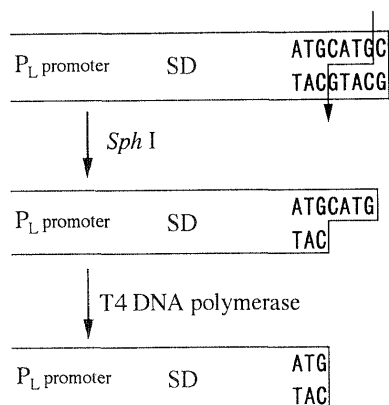 ATGCATGC
P_L promoter SD
TACGTACG
Sph I
ATGCATG
P_L promoter SD
TAC
T4 DNA polymerase
ATG
P_L promoter SD
TAC